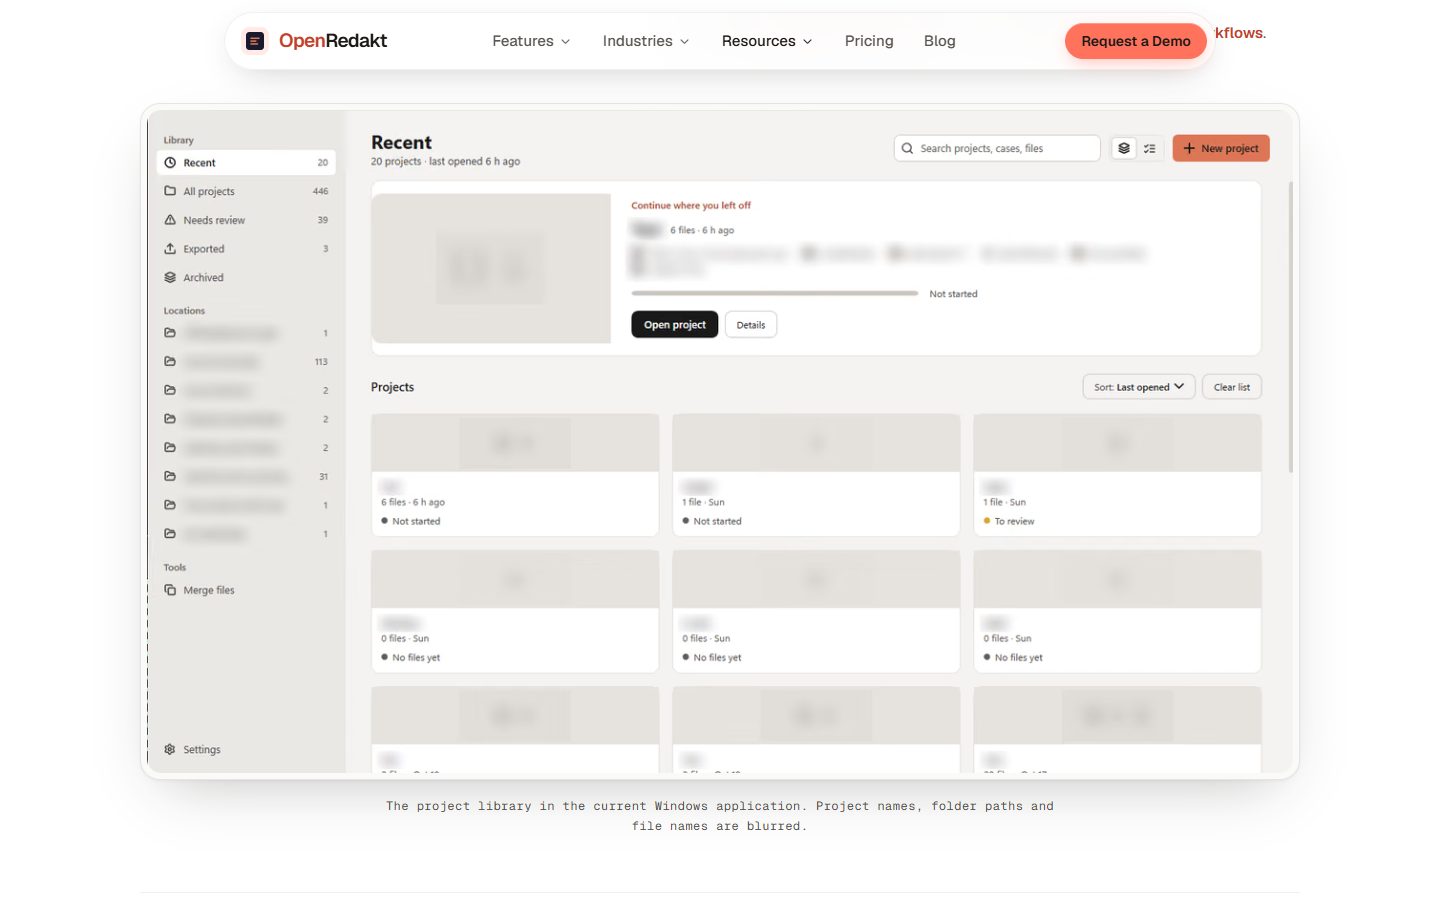 OpenRedakt
Features
Industries
Resources
Pricing
Blog
Request a Demo
kflows.
Library
Recent 20
All projects 446
Needs review 39
Exported 3
Archived
Locations
1
113
2
2
2
31
1
1
Tools
Merge files
Settings
Recent
20 projects · last opened 6 h ago
Search projects, cases, files
New project
Continue where you left off
6 files · 6 h ago
Not started
Open project
Details
Projects
Sort: Last opened
Clear list
6 files · 6 h ago
Not started
1 file · Sun
Not started
1 file · Sun
To review
0 files · Sun
No files yet
0 files · Sun
No files yet
0 files · Sun
No files yet
The project library in the current Windows application. Project names, folder paths and
file names are blurred.